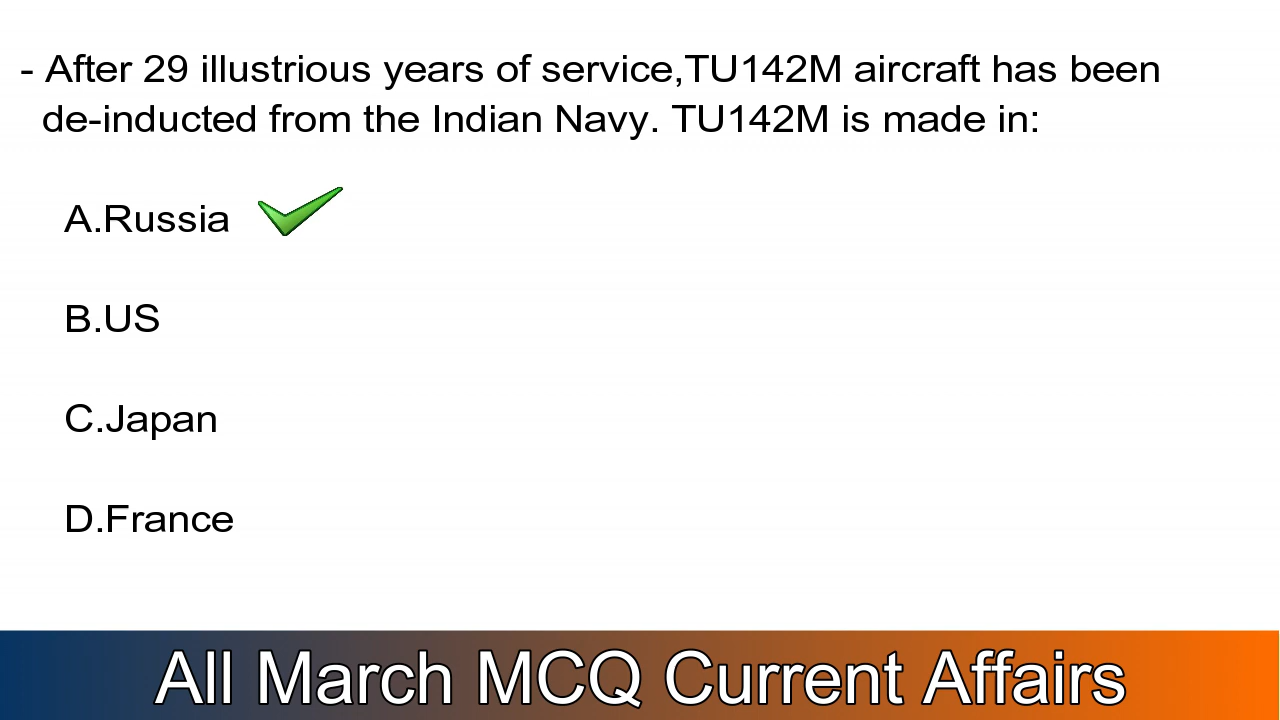 - After 29 illustrious years of service,TU142M aircraft has been
de-inducted from the Indian Navy. TU142M is made in:
A.Russia
B.US
C.Japan
D.France
All March MCQ Current Affairs